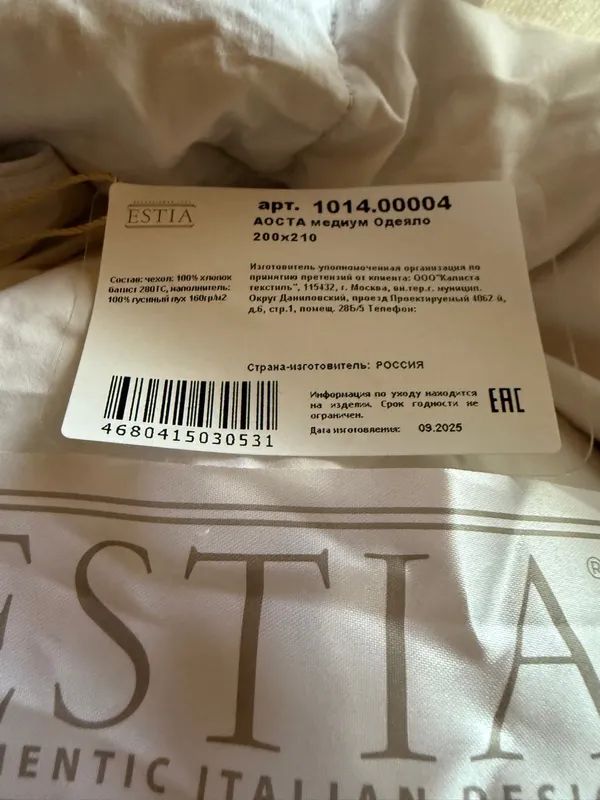 ESTIA
арт. 1014.00004
АОСТА медиум Одеяло
200х210
Состав: чехол: 100% хлопок
батист 280ТС, наполнитель:
100% гусиный пух 160гр/м2
Изготовитель уполномоченная организация по
принятию претензий от клиента: ООО"Калиста
текстиль", 115432, г. Москва, вн.тер.г. муницип.
Округ Даниловский, проезд Проектируемый 4062 й,
д.6, стр.1, помещ. 28Б/5 Телефон:
Страна-изготовитель: РОССИЯ
4680415030531
Информация по уходу находится
на изделии. Срок годности не
ограничен.
Дата изготовления: 09.2025
ЕАС
ESTIA®
HENTIC ITALIAN DESI